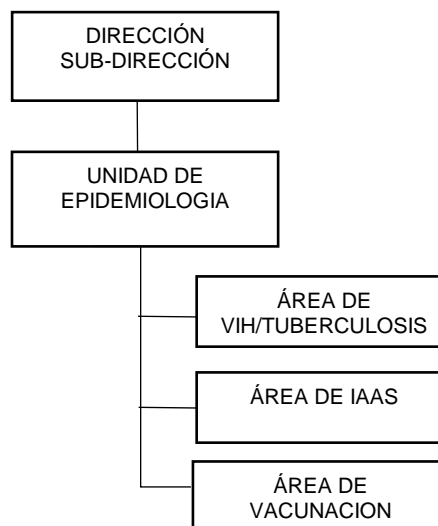 DIRECCIÓN
SUB-DIRECCIÓN
UNIDAD DE
EPIDEMIOLOGIA
ÁREA DE
VIH/TUBERCULOSIS
ÁREA DE IAAS
ÁREA DE
VACUNACION